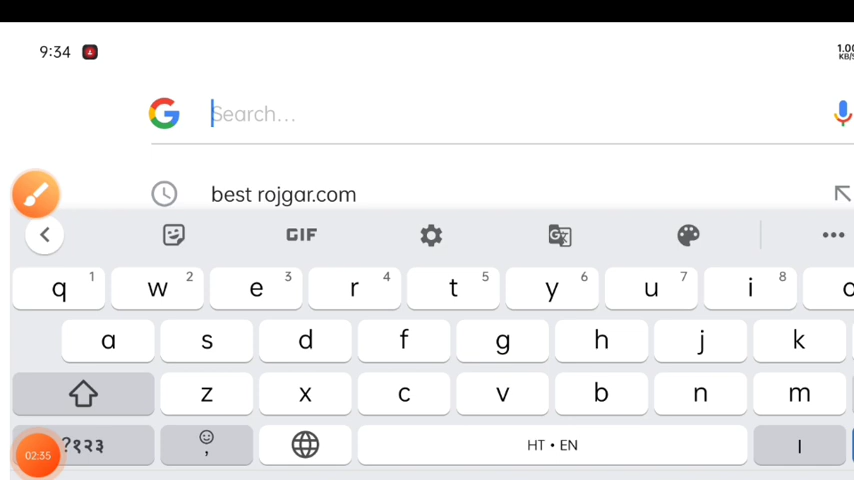 9:34
1.00
KB/S
Search...
best rojgar.com
GIF
q 1 w 2 e 3 r 4 t 5 y 6 u 7 i 8
a s d f g h j k
z x c v b n m
?१२३ , HT • EN ।
02:35